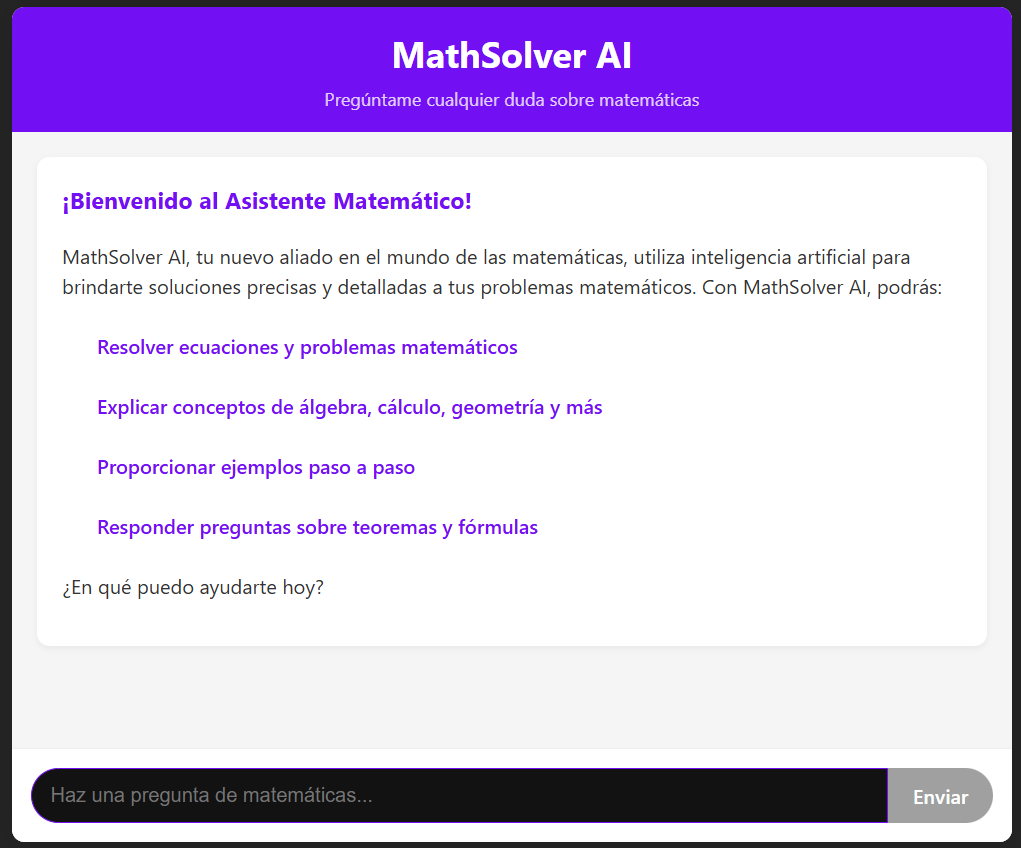 MathSolver AI
Pregúntame cualquier duda sobre matemáticas
¡Bienvenido al Asistente Matemático!
MathSolver AI, tu nuevo aliado en el mundo de las matemáticas, utiliza inteligencia artificial para
brindarte soluciones precisas y detalladas a tus problemas matemáticos. Con MathSolver AI, podrás:
Resolver ecuaciones y problemas matemáticos
Explicar conceptos de álgebra, cálculo, geometría y más
Proporcionar ejemplos paso a paso
Responder preguntas sobre teoremas y fórmulas
¿En qué puedo ayudarte hoy?
Haz una pregunta de matemáticas...
Enviar